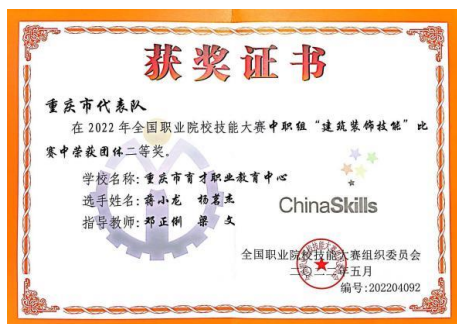 获奖证书
重庆市代表队
在 2022 年全国职业院校技能大赛中职组“建筑装饰技能”比
赛中荣获团体二等奖。
学校名称: 重庆市育才职业教育中心
选手姓名: 蒋小龙 杨茗杰
指导教师: 邓正俐 梁文
ChinaSkills
全国职业院校技能大赛组织委员会
二〇二二年五月
编号:202204092